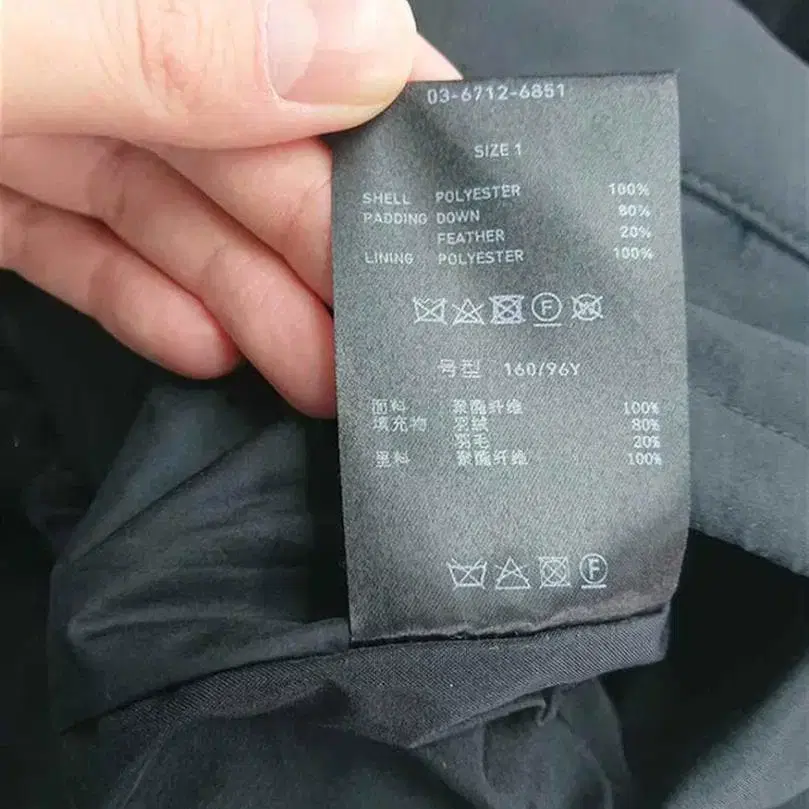 03-6712-6851
SIZE 1
SHELL POLYESTER 100%
PADDING DOWN 80%
FEATHER 20%
LINING POLYESTER 100%
F
号型 160/96Y
面料 聚酯纤维 100%
填充物 羽绒 80%
羽毛 20%
里料 聚酯纤维 100%
F